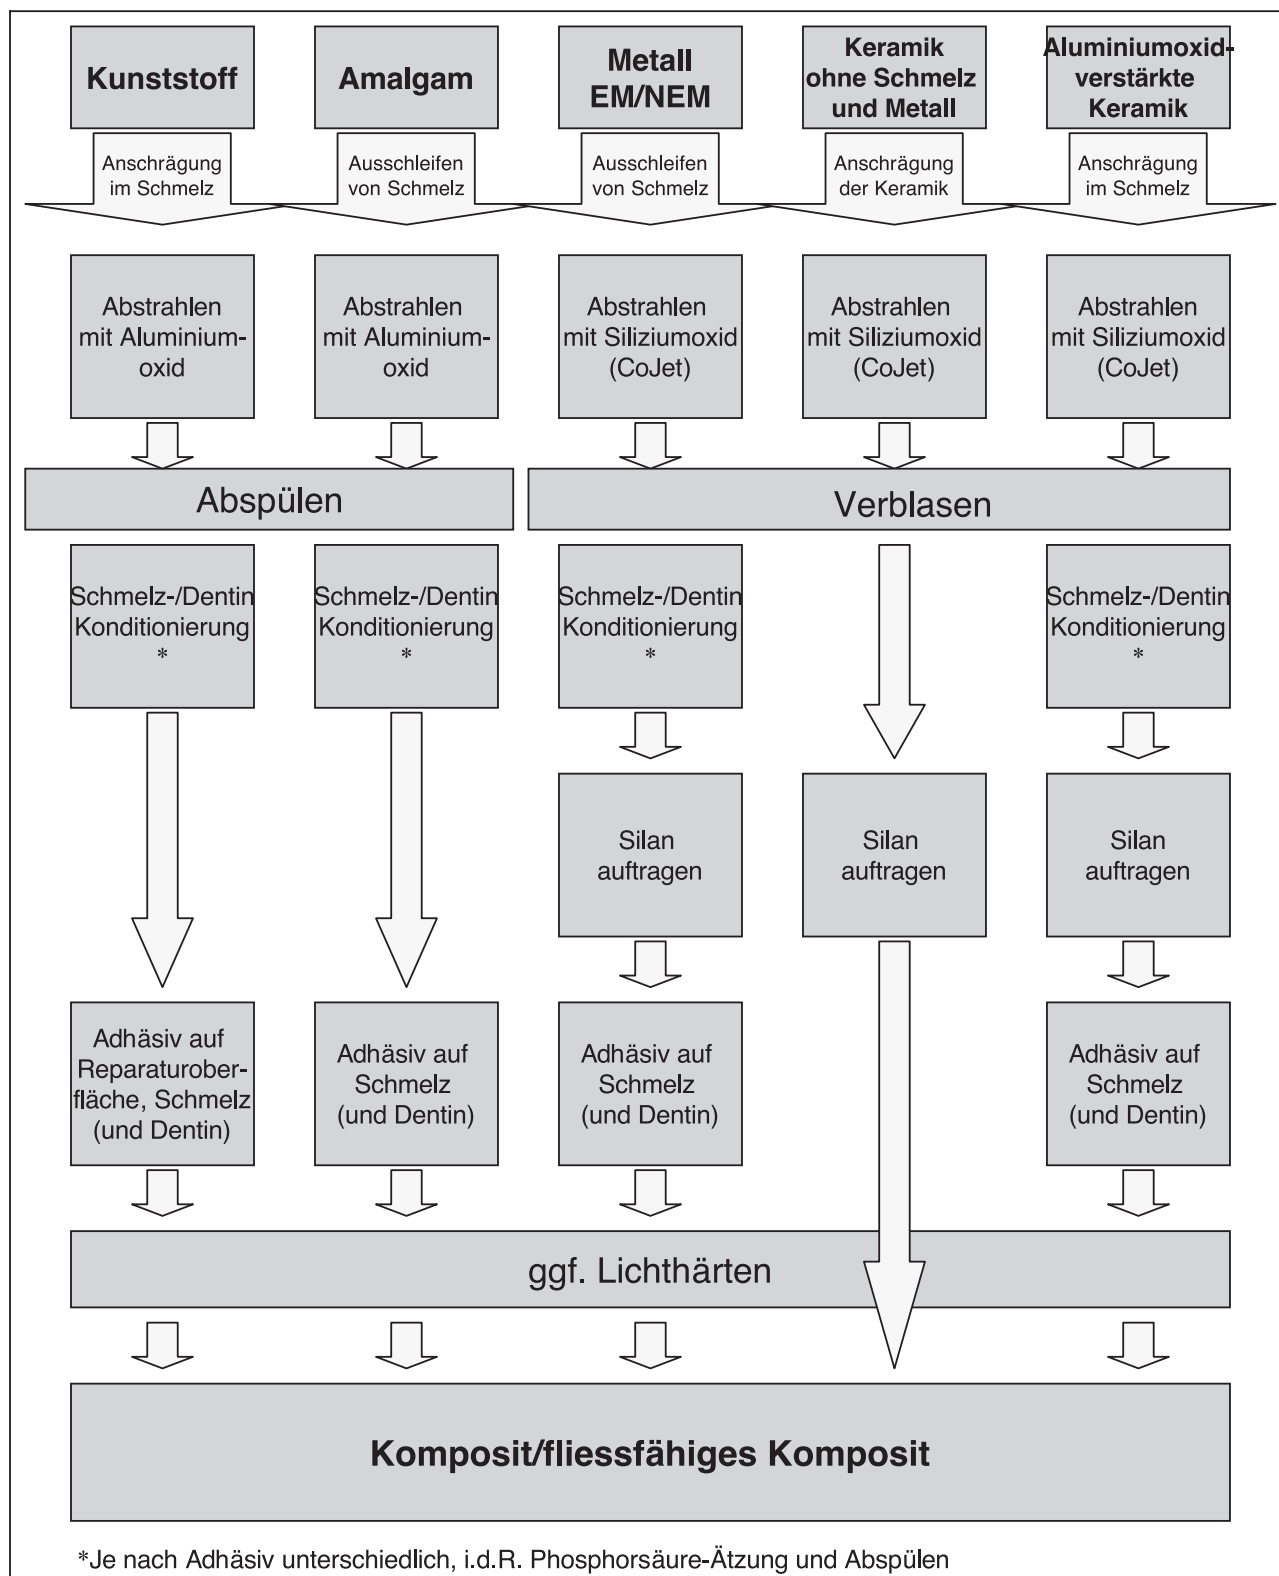 Kunststoff
Amalgam
Metall
EM/NEM
Keramik
ohne Schmelz
und Metall
Aluminiumoxid-
verstärkte
Keramik
Anschrägung
im Schmelz
Ausschleifen
von Schmelz
Ausschleifen
von Schmelz
Anschrägung
der Keramik
Anschrägung
im Schmelz
Abstrahlen
mit Aluminium-
oxid
Abstrahlen
mit Aluminium-
oxid
Abstrahlen
mit Siliziumoxid
(CoJet)
Abstrahlen
mit Siliziumoxid
(CoJet)
Abstrahlen
mit Siliziumoxid
(CoJet)
Abspülen
Verblasen
Schmelz-/Dentin
Konditionierung
*
Schmelz-/Dentin
Konditionierung
*
Schmelz-/Dentin
Konditionierung
*
Schmelz-/Dentin
Konditionierung
*
Silan
auftragen
Silan
auftragen
Silan
auftragen
Adhäsiv auf
Reparaturober-
fläche, Schmelz
(und Dentin)
Adhäsiv auf
Schmelz
(und Dentin)
Adhäsiv auf
Schmelz
(und Dentin)
Adhäsiv auf
Schmelz
(und Dentin)
ggf. Lichthärten
Komposit/fliessfähiges Komposit
*Je nach Adhäsiv unterschiedlich, i.d.R. Phosphorsäure-Ätzung und Abspülen